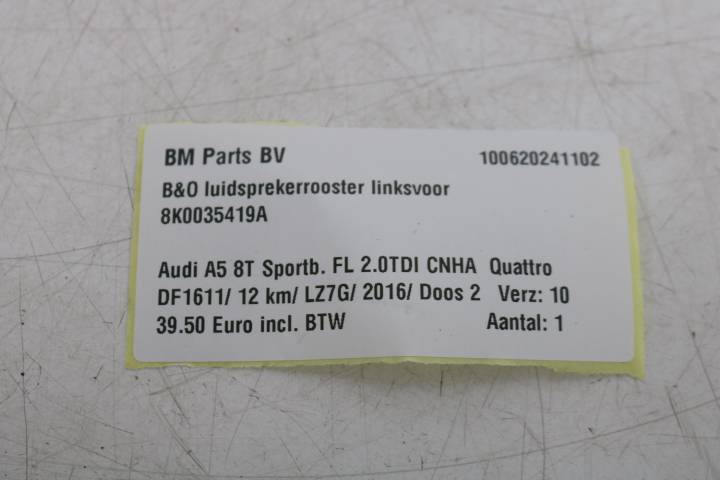 BM Parts BV 100620241102
B&O luidsprekerrooster linksvoor
8K0035419A
Audi A5 8T Sportb. FL 2.0TDI CNHA Quattro
DF1611/ 12 km/ LZ7G/ 2016/ Doos 2 Verz: 10
39.50 Euro incl. BTW Aantal: 1